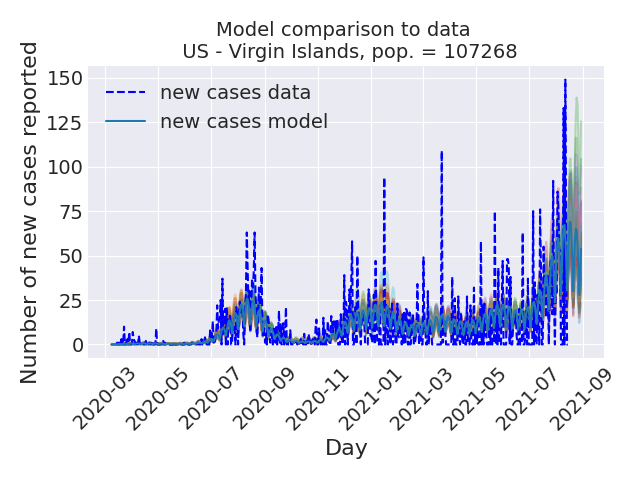 Model comparison to data
US - Virgin Islands, pop. = 107268
Number of new cases reported
150
125
100
75
50
25
0
new cases data
new cases model
2020-03
2020-05
2020-07
2020-09
2020-11
2021-01
2021-03
2021-05
2021-07
2021-09
Day